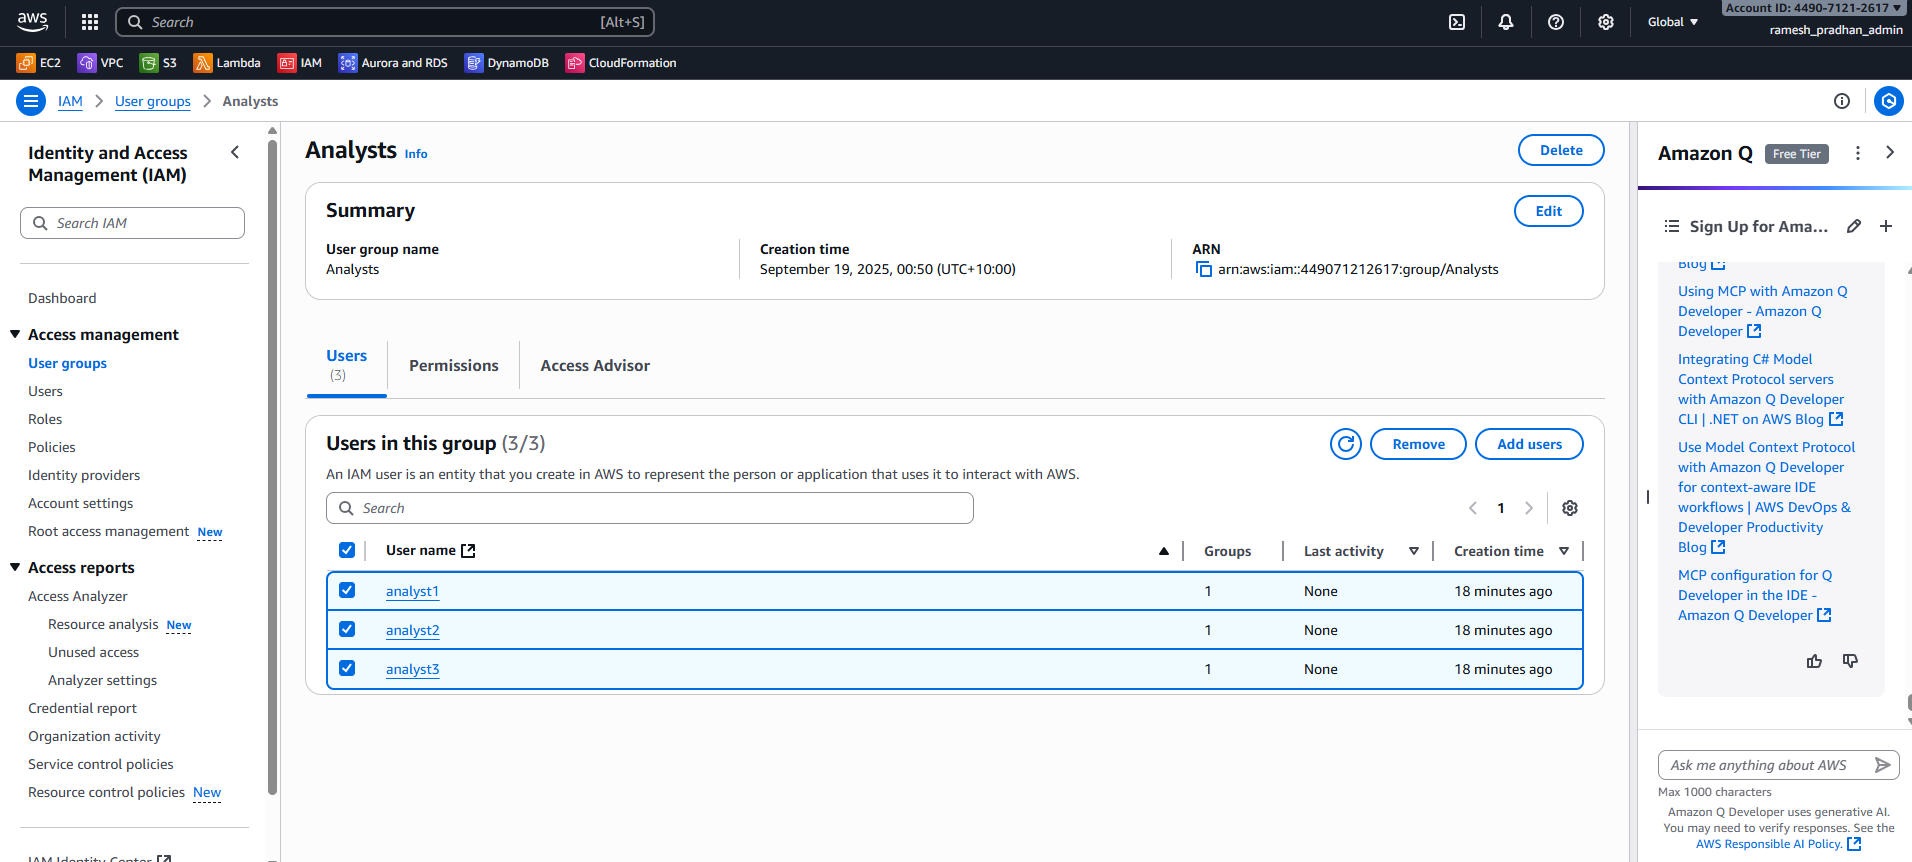 aws
Search [Alt+S]
Global
Account ID: 4490-7121-2617
ramesh_pradhan_admin
EC2 VPC S3 Lambda IAM Aurora and RDS DynamoDB CloudFormation
IAM > User groups > Analysts
Identity and Access
Management (IAM)
Search IAM
Dashboard
Access management
User groups
Users
Roles
Policies
Identity providers
Account settings
Root access management New
Access reports
Access Analyzer
Resource analysis New
Unused access
Analyzer settings
Credential report
Organization activity
Service control policies
Resource control policies New
IAM Identity Center
Analysts Info
Delete
Summary
Edit
User group name
Analysts
Creation time
September 19, 2025, 00:50 (UTC+10:00)
ARN
arn:aws:iam::449071212617:group/Analysts
Users
(3)
Permissions
Access Advisor
Users in this group (3/3)
Remove
Add users
An IAM user is an entity that you create in AWS to represent the person or application that uses it to interact with AWS.
Search
1
User name Groups Last activity Creation time
analyst1 1 None 18 minutes ago
analyst2 1 None 18 minutes ago
analyst3 1 None 18 minutes ago
Amazon Q Free Tier
Sign Up for Ama...
Blog
Using MCP with Amazon Q
Developer - Amazon Q
Developer
Integrating C# Model
Context Protocol servers
with Amazon Q Developer
CLI | .NET on AWS Blog
Use Model Context Protocol
with Amazon Q Developer
for context-aware IDE
workflows | AWS DevOps &
Developer Productivity
Blog
MCP configuration for Q
Developer in the IDE -
Amazon Q Developer
Ask me anything about AWS
Max 1000 characters
Amazon Q Developer uses generative AI.
You may need to verify responses. See the
AWS Responsible AI Policy.